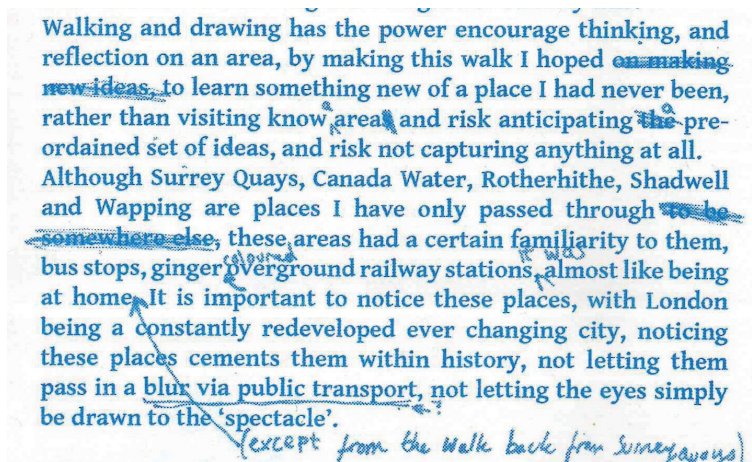 Walking and drawing has the power encourage thinking, and
reflection on an area, by making this walk I hoped on making
new ideas, to learn something new of a place I had never been,
a a
rather than visiting know areas and risk anticipating the pre-
ordained set of ideas, and risk not capturing anything at all.
Although Surrey Quays, Canada Water, Rotherhithe, Shadwell
and Wapping are places I have only passed through to be
somewhere else, these areas had a certain familiarity to them,
coloured it was
bus stops, ginger overground railway stations, almost like being
at home. It is important to notice these places, with London
being a constantly redeveloped ever changing city, noticing
these places cements them within history, not letting them
pass in a blur via public transport, not letting the eyes simply
?
be drawn to the ‘spectacle’.
(except from the walk back from Surrey quays)